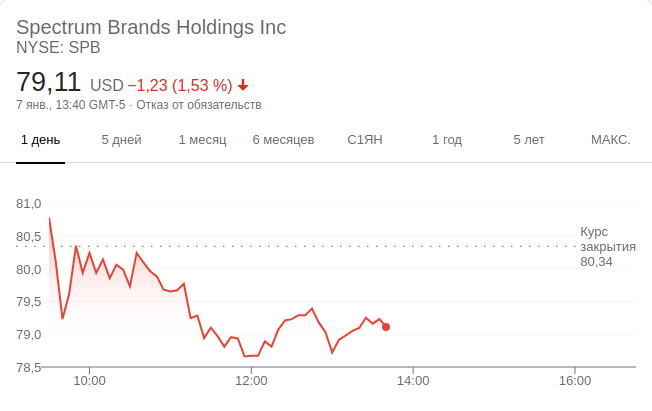 Spectrum Brands Holdings Inc
NYSE: SPB
79,11 USD −1,23 (1,53 %)
7 янв., 13:40 GMT-5 · Отказ от обязательств
1 день 5 дней 1 месяц 6 месяцев С1ЯН 1 год 5 лет МАКС.
81,0
80,5
80,0
79,5
79,0
78,5
Курс
закрытия
80,34
10:00 12:00 14:00 16:00